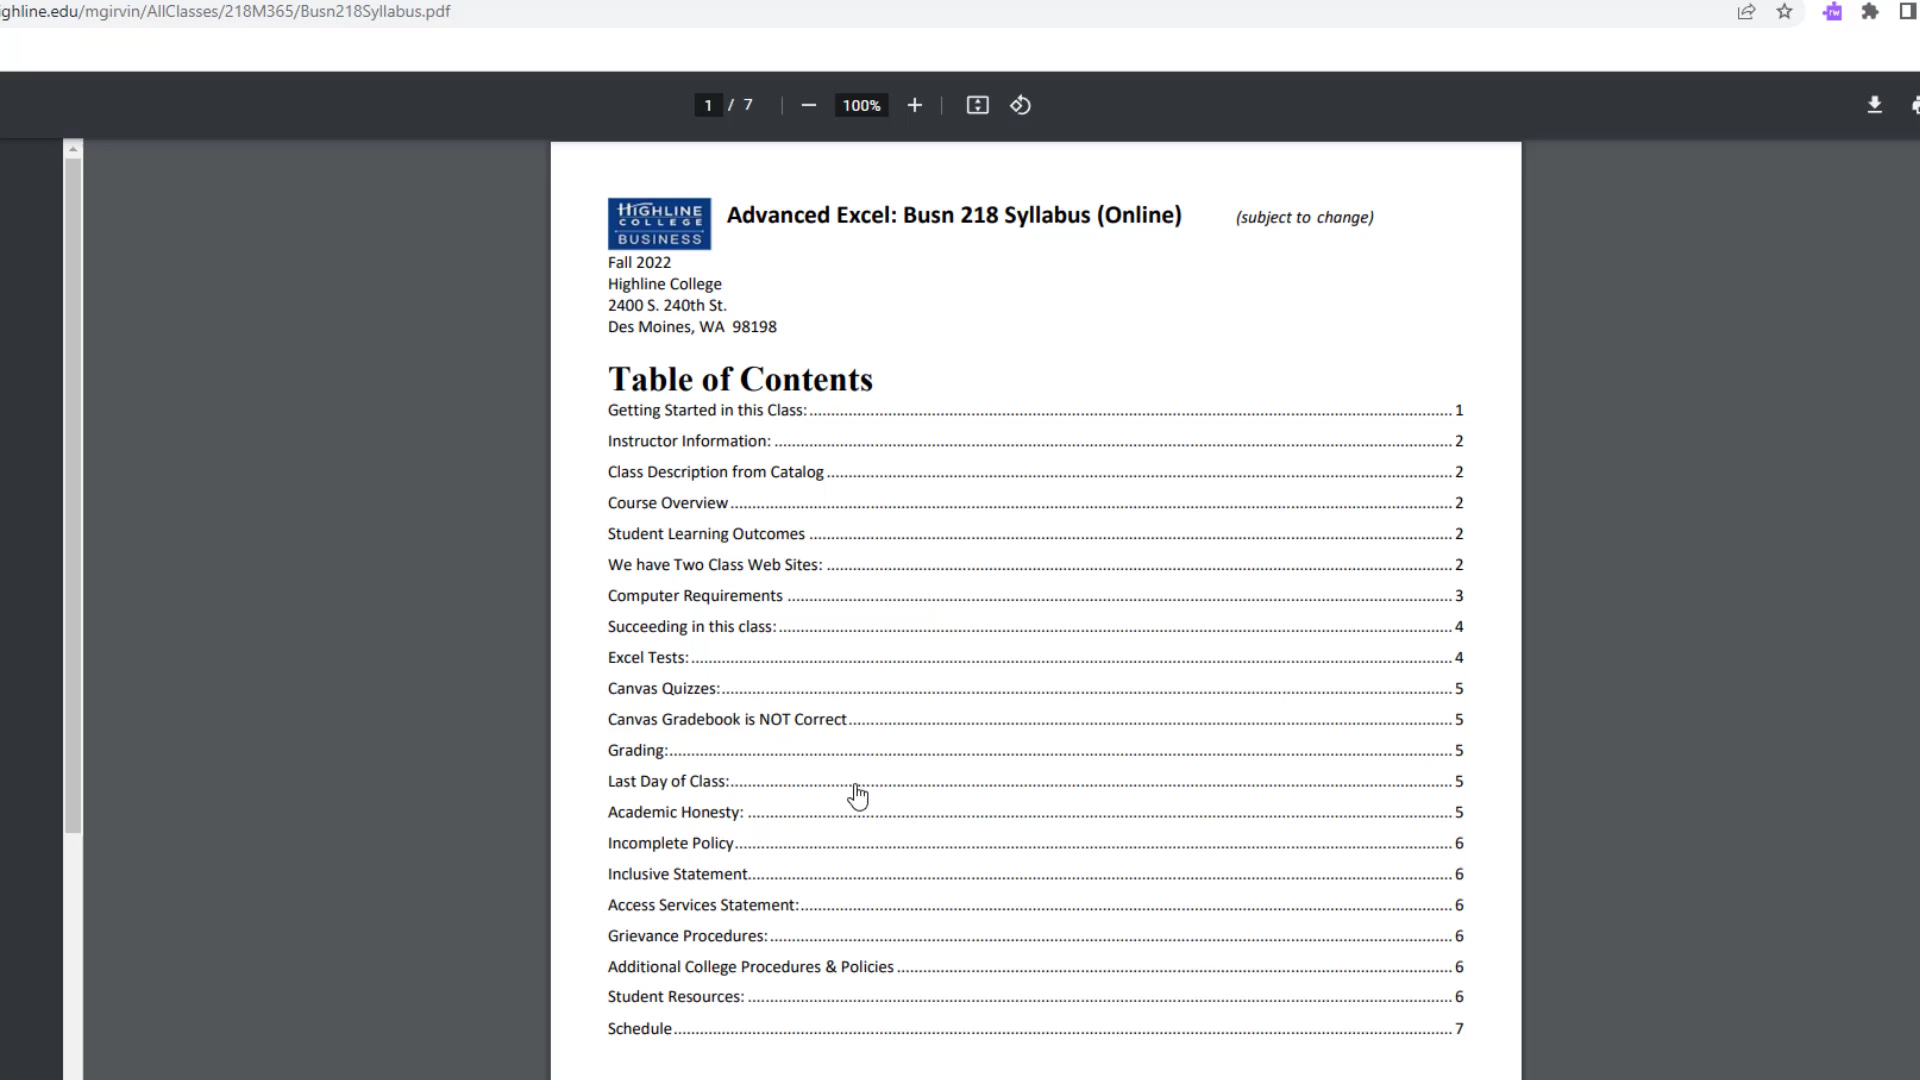 ghline.edu/mgirvin/AllClasses/218M365/Busn218Syllabus.pdf
1 / 7
100%
HIGHLINE
COLLEGE
BUSINESS
Advanced Excel: Busn 218 Syllabus (Online) (subject to change)
Fall 2022
Highline College
2400 S. 240th St.
Des Moines, WA 98198
Table of Contents
Getting Started in this Class: 1
Instructor Information: 2
Class Description from Catalog 2
Course Overview 2
Student Learning Outcomes 2
We have Two Class Web Sites: 2
Computer Requirements 3
Succeeding in this class: 4
Excel Tests: 4
Canvas Quizzes: 5
Canvas Gradebook is NOT Correct 5
Grading: 5
Last Day of Class: 5
Academic Honesty: 5
Incomplete Policy 6
Inclusive Statement 6
Access Services Statement: 6
Grievance Procedures: 6
Additional College Procedures & Policies 6
Student Resources: 6
Schedule 7